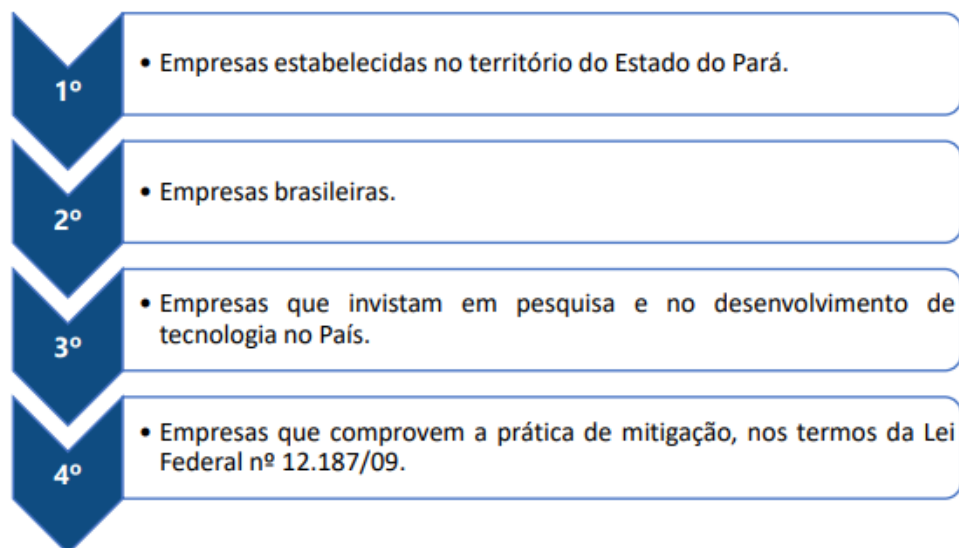 1º
• Empresas estabelecidas no território do Estado do Pará.
2º
• Empresas brasileiras.
3º
• Empresas que invistam em pesquisa e no desenvolvimento de
tecnologia no País.
4º
• Empresas que comprovem a prática de mitigação, nos termos da Lei
Federal nº 12.187/09.